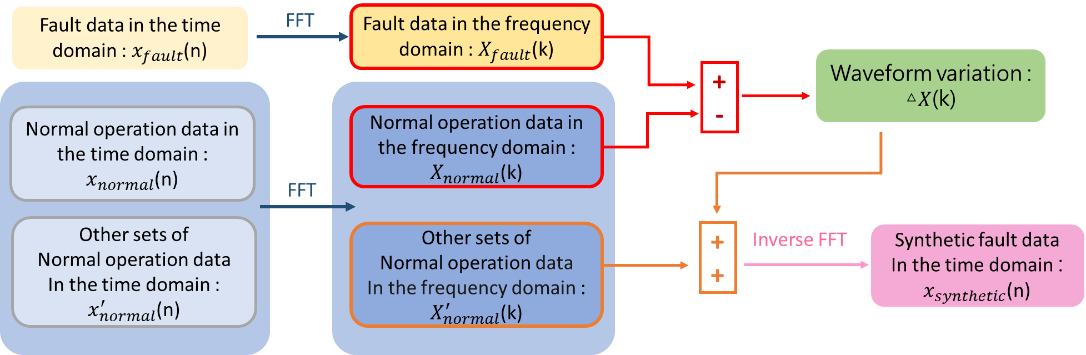 Fault data in the time
domain : x_fault(n)
FFT
Fault data in the frequency
domain : X_fault(k)
+
-
Waveform variation :
△X(k)
Normal operation data in
the time domain :
x_normal(n)
FFT
Normal operation data in
the frequency domain :
X_normal(k)
Other sets of
Normal operation data
In the time domain :
x′_normal(n)
Other sets of
Normal operation data
In the frequency domain :
X′_normal(k)
+
+
Inverse FFT
Synthetic fault data
In the time domain :
x_synthetic(n)